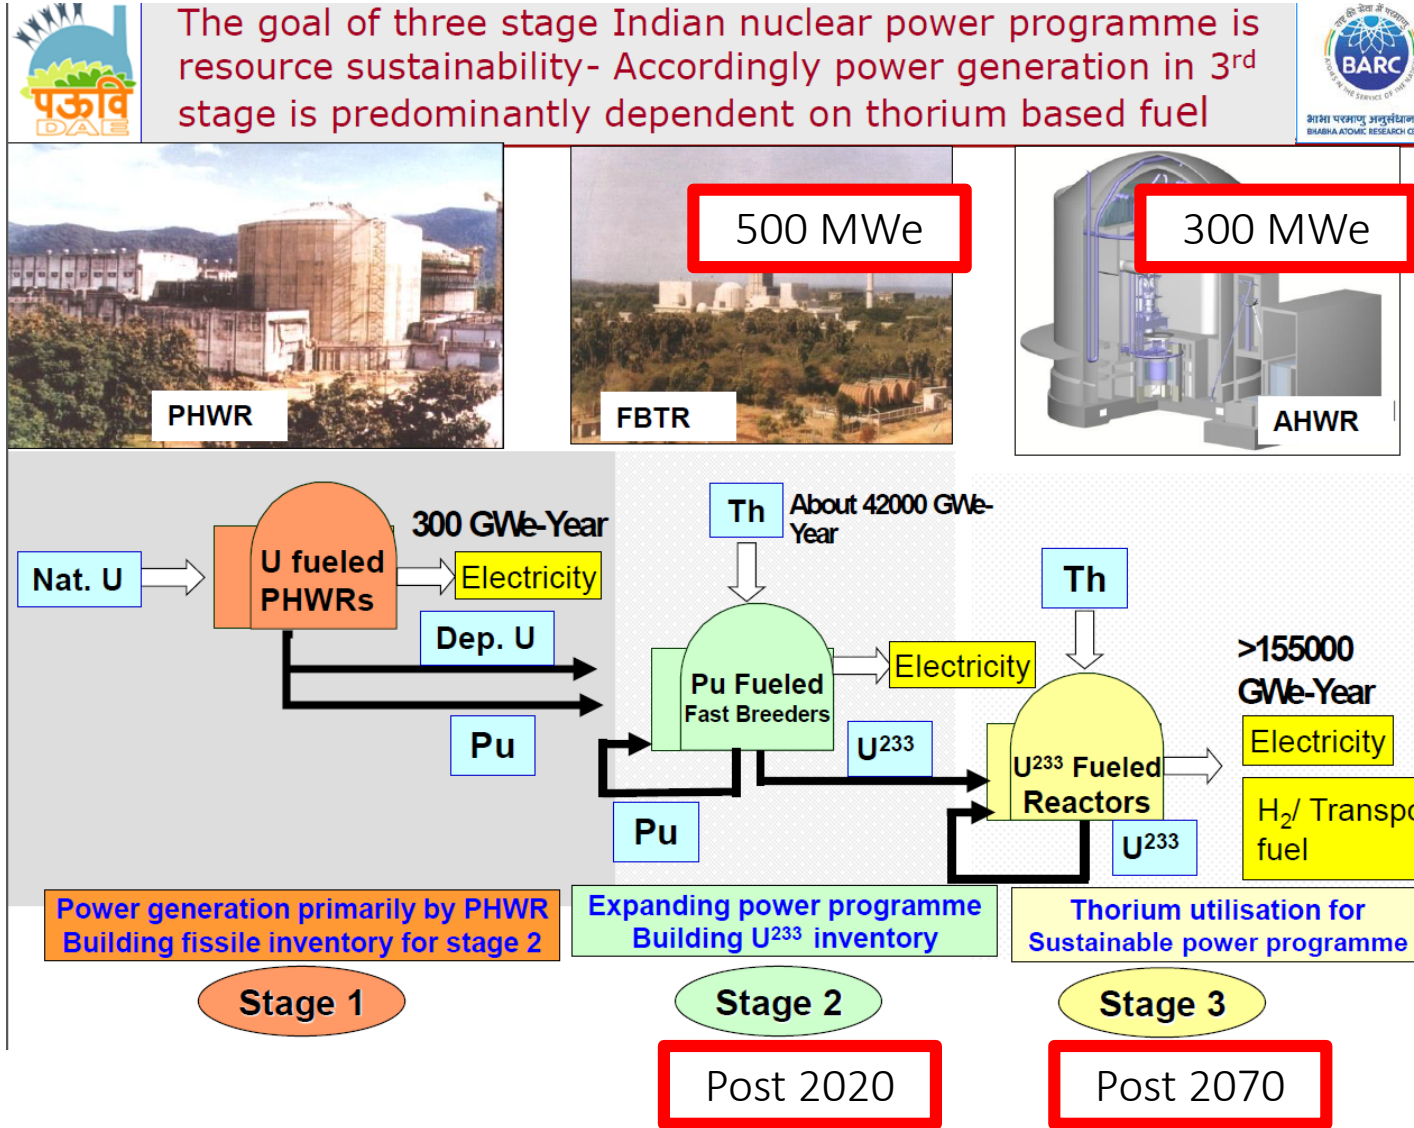 The goal of three stage Indian nuclear power programme is
resource sustainability- Accordingly power generation in 3rd
stage is predominantly dependent on thorium based fuel
पऊवि
DAE
BARC
भाभा परमाणु अनुसंधान
BHABHA ATOMIC RESEARCH CE
500 MWe
300 MWe
PHWR
FBTR
AHWR
Nat. U
U fueled
PHWRs
300 GWe-Year
Electricity
Dep. U
Pu
Th
About 42000 GWe-
Year
Pu Fueled
Fast Breeders
Electricity
U233
Pu
Th
>155000
GWe-Year
U233 Fueled
Reactors
Electricity
H2/ Transpo
fuel
U233
Power generation primarily by PHWR
Building fissile inventory for stage 2
Expanding power programme
Building U233 inventory
Thorium utilisation for
Sustainable power programme
Stage 1
Stage 2
Stage 3
Post 2020
Post 2070